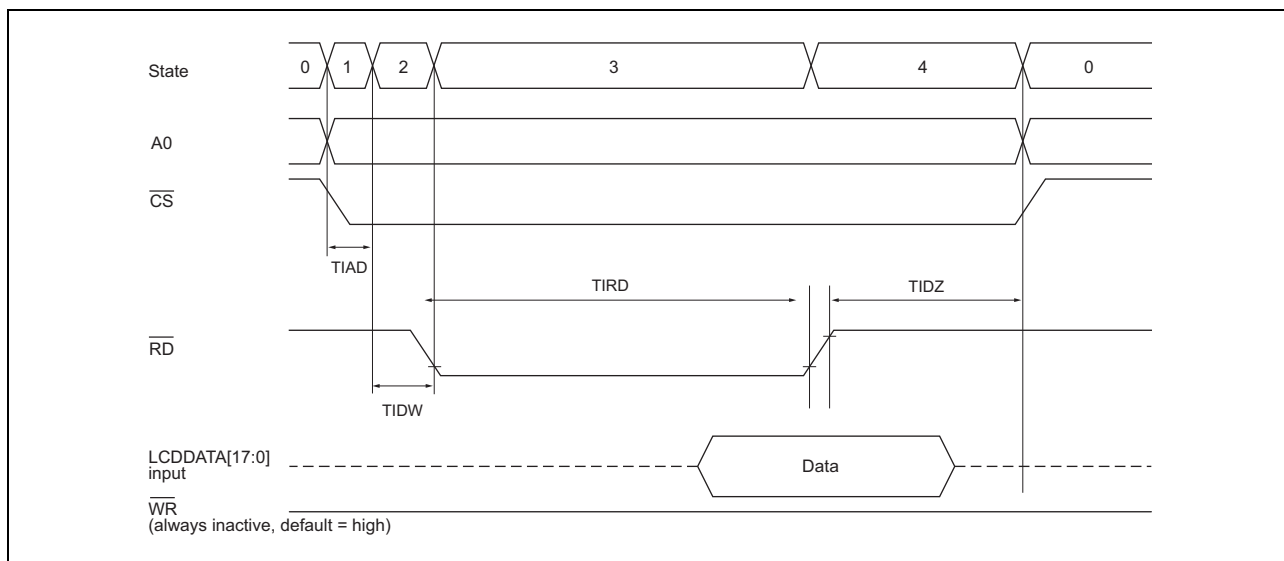 State
0 1 2 3 4 0
A0
CS
TIAD
TIRD
TIDZ
RD
TIDW
LCDDATA[17:0]
input
Data
WR
(always inactive, default = high)